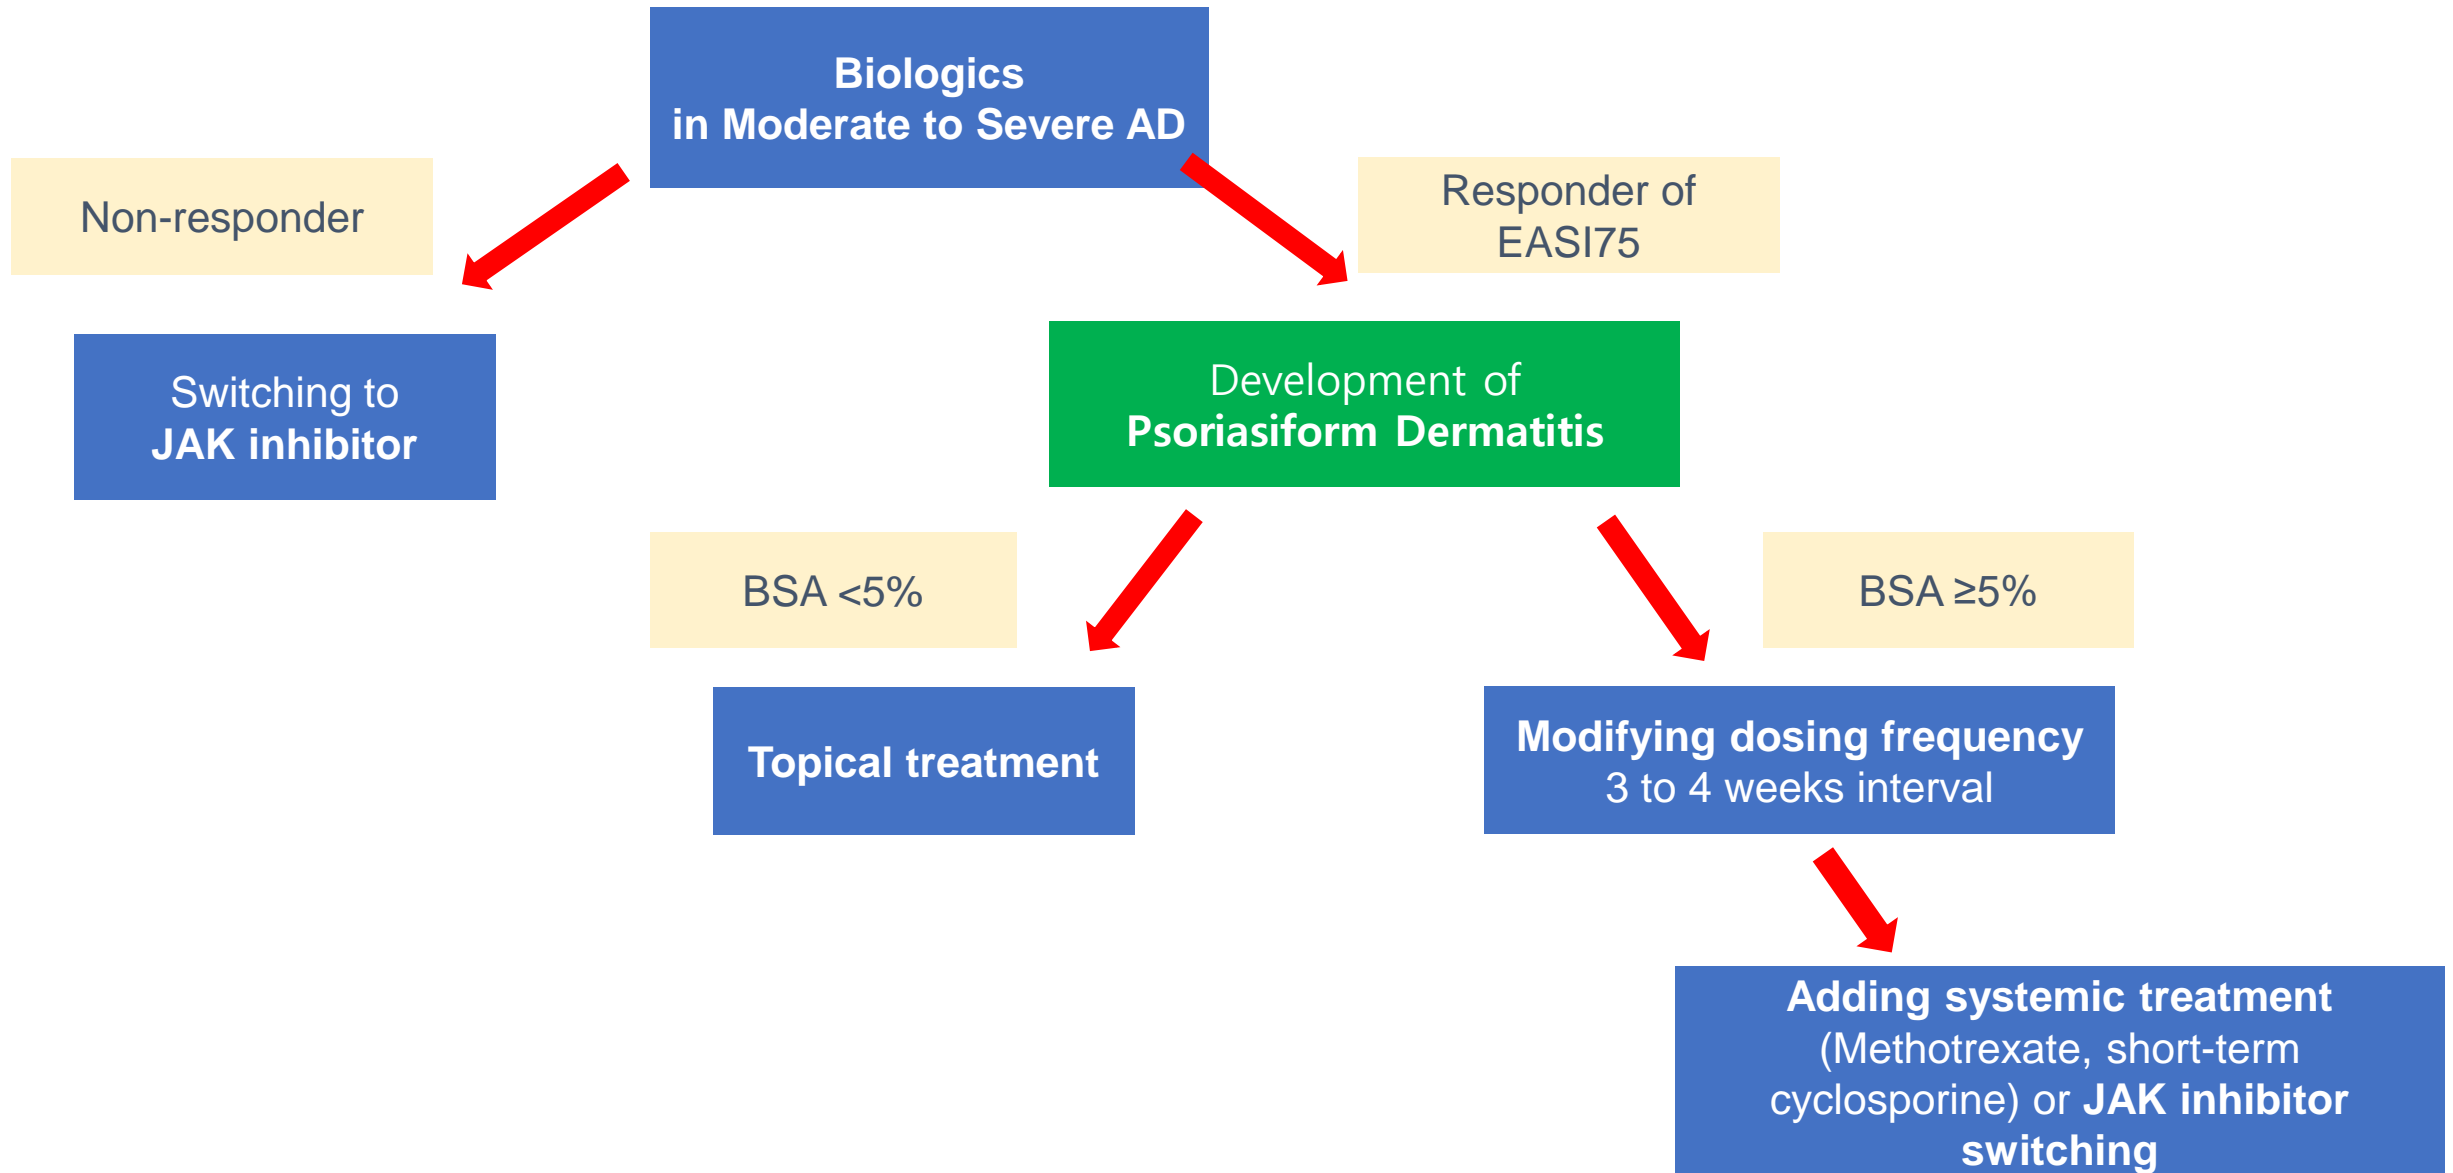 Biologics
in Moderate to Severe AD
Non-responder
Responder of
EASI75
Switching to
JAK inhibitor
Development of
Psoriasiform Dermatitis
BSA <5%
BSA ≥5%
Topical treatment
Modifying dosing frequency
3 to 4 weeks interval
Adding systemic treatment
(Methotrexate, short-term
cyclosporine) or JAK inhibitor
switching